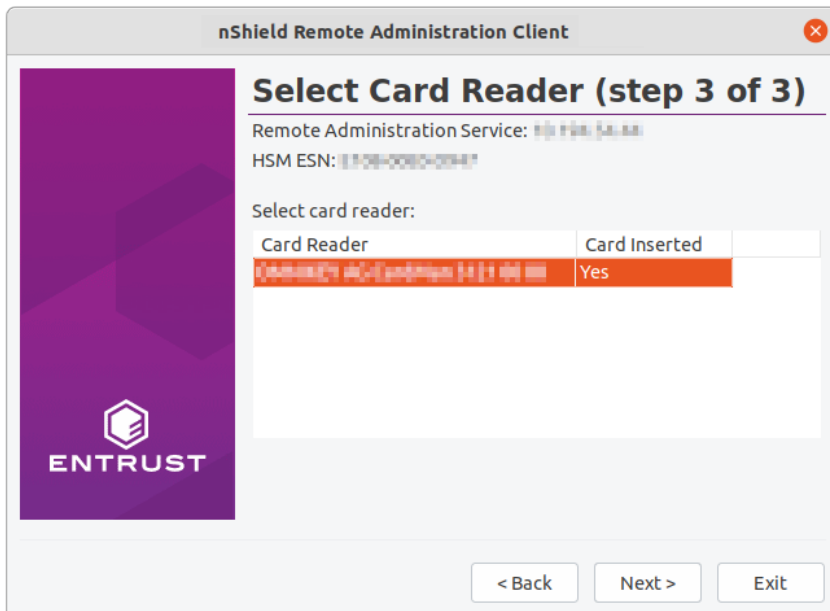 nShield Remote Administration Client
Select Card Reader (step 3 of 3)
Remote Administration Service:
HSM ESN:
Select card reader:
Card Reader Card Inserted
Yes
ENTRUST
< Back Next > Exit